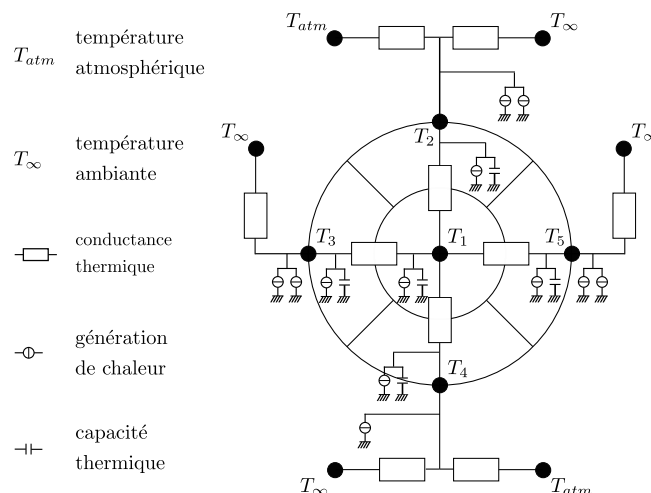 T_atm température
atmosphérique
T_∞ température
ambiante
conductance
thermique
génération
de chaleur
capacité
thermique
T_atm
T_∞
T_∞
T_∞
T_2
T_3
T_1
T_5
T_4
T_∞
T_atm